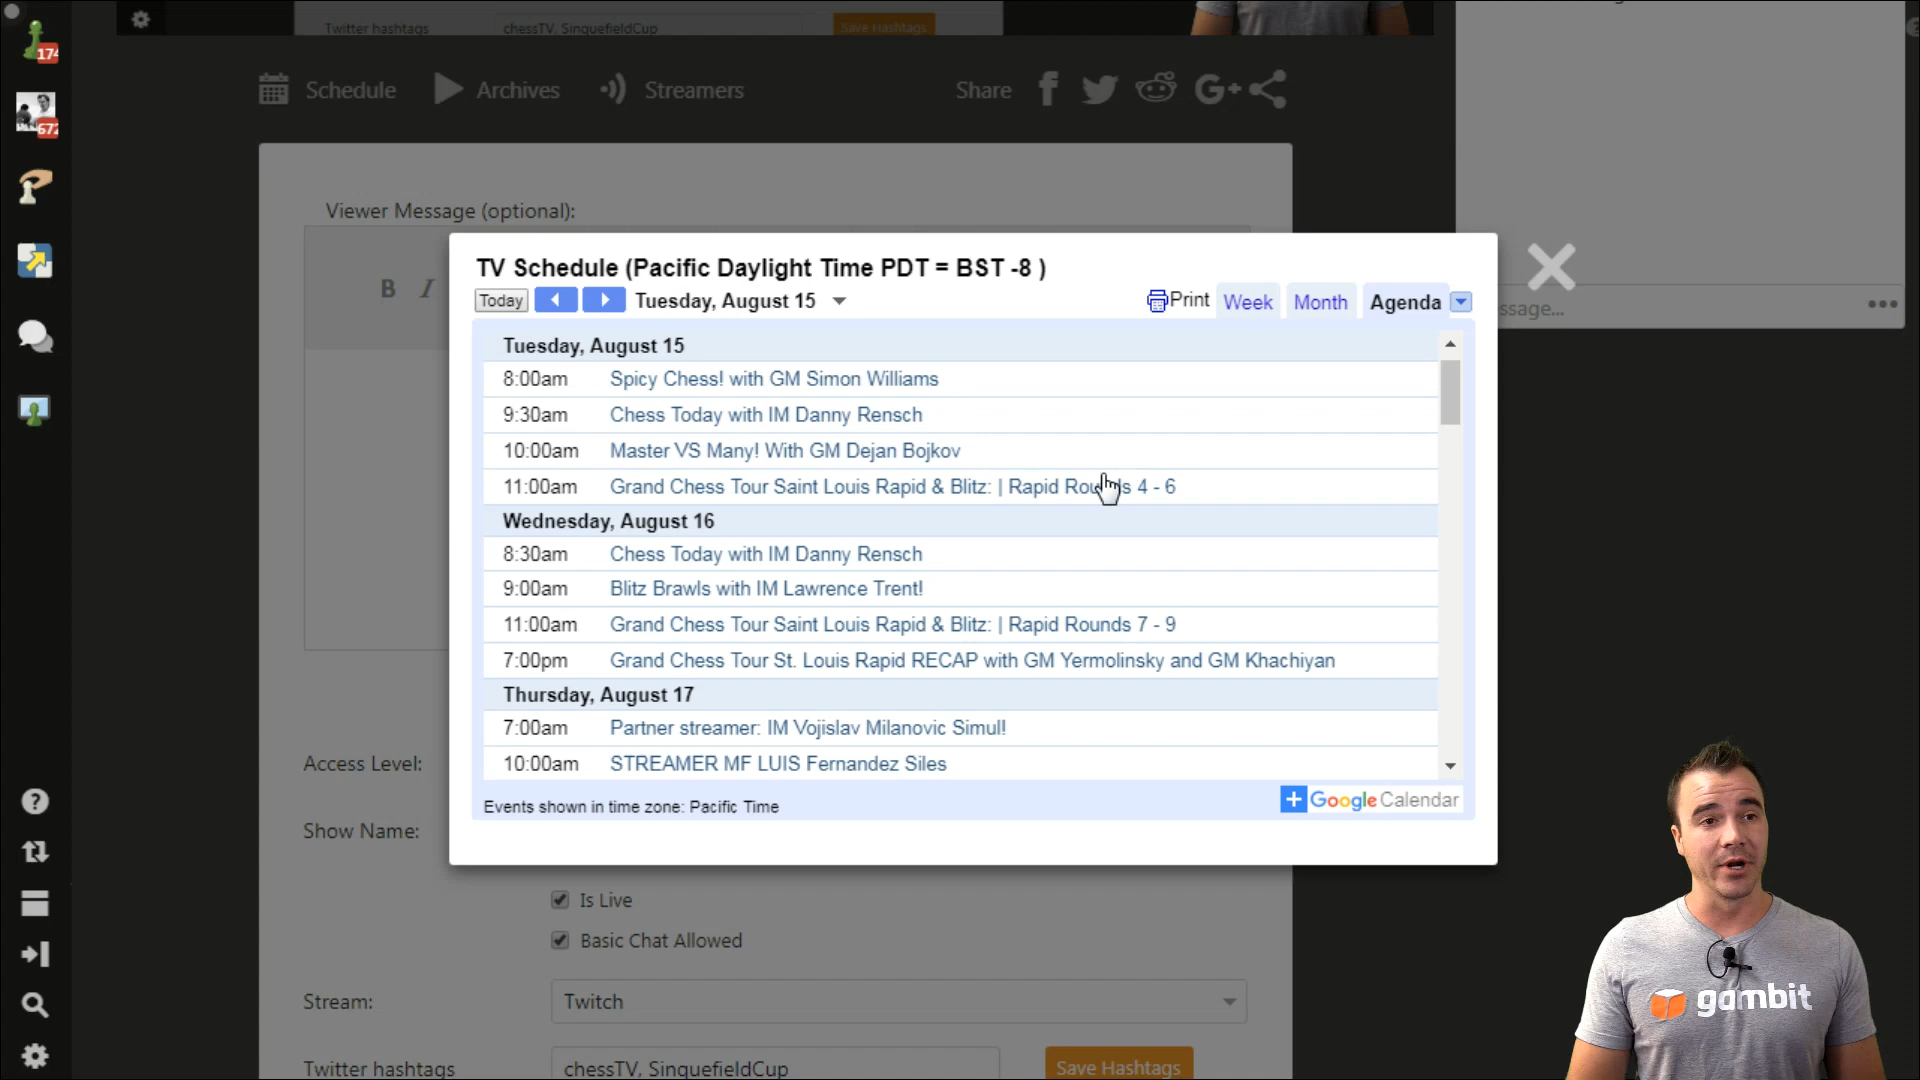 Twitter hashtags chessTV, SinquefieldCup Save Hashtags
174
672
Schedule Archives Streamers Share G+
Viewer Message (optional):
B I
TV Schedule (Pacific Daylight Time PDT = BST -8 )
Today Tuesday, August 15 Print Week Month Agenda
ssage...
Tuesday, August 15
8:00am Spicy Chess! with GM Simon Williams
9:30am Chess Today with IM Danny Rensch
10:00am Master VS Many! With GM Dejan Bojkov
11:00am Grand Chess Tour Saint Louis Rapid & Blitz: | Rapid Rounds 4 - 6
Wednesday, August 16
8:30am Chess Today with IM Danny Rensch
9:00am Blitz Brawls with IM Lawrence Trent!
11:00am Grand Chess Tour Saint Louis Rapid & Blitz: | Rapid Rounds 7 - 9
7:00pm Grand Chess Tour St. Louis Rapid RECAP with GM Yermolinsky and GM Khachiyan
Thursday, August 17
7:00am Partner streamer: IM Vojislav Milanovic Simul!
10:00am STREAMER MF LUIS Fernandez Siles
Events shown in time zone: Pacific Time
Google Calendar
Access Level:
Show Name:
Is Live
Basic Chat Allowed
Stream: Twitch
Twitter hashtags chessTV, SinquefieldCup Save Hashtags
gambit